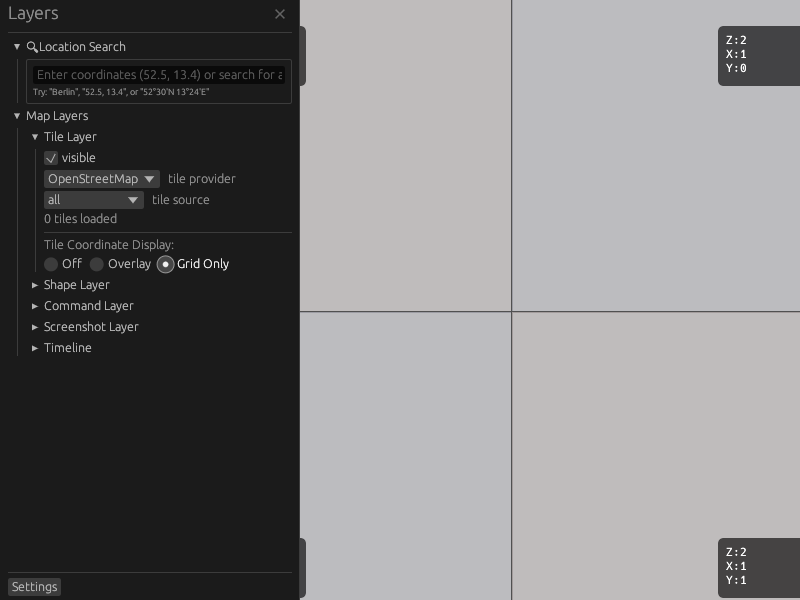 Layers
Location Search
Enter coordinates (52.5, 13.4) or search for a
Try: "Berlin", "52.5, 13.4", or "52°30'N 13°24'E"
Map Layers
Tile Layer
visible
OpenStreetMap tile provider
all tile source
0 tiles loaded
Tile Coordinate Display:
Off Overlay Grid Only
Shape Layer
Command Layer
Screenshot Layer
Timeline
Settings
Z:2
X:1
Y:0
Z:2
X:1
Y:1